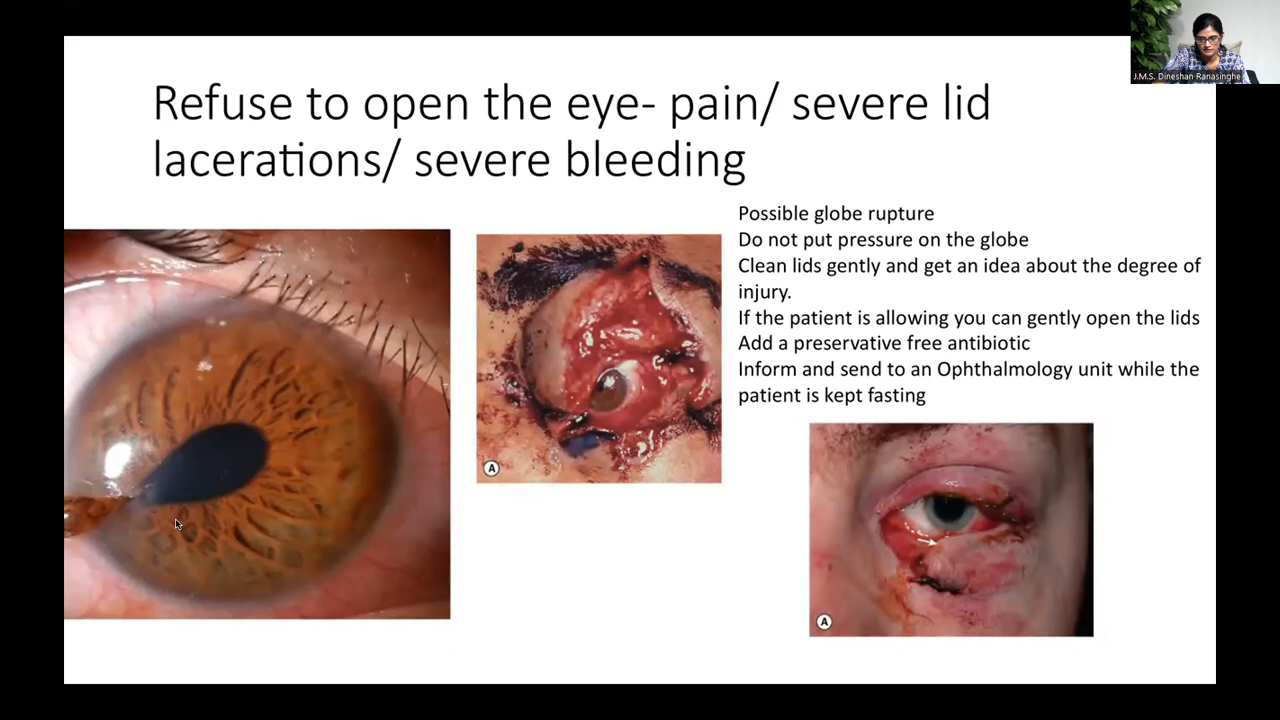 J.M.S. Dineshan Ranasinghe
Refuse to open the eye- pain/ severe lid
lacerations/ severe bleeding
Possible globe rupture
Do not put pressure on the globe
Clean lids gently and get an idea about the degree of
injury.
If the patient is allowing you can gently open the lids
Add a preservative free antibiotic
Inform and send to an Ophthalmology unit while the
patient is kept fasting
A
A